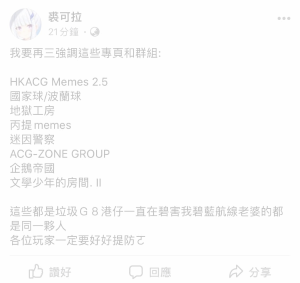 裘可拉
21分鐘 ·
我要再三強調這些專頁和群組:
HKACG Memes 2.5
國家球/波蘭球
地獄工房
丙提memes
迷因警察
ACG-ZONE GROUP
企鵝帝國
文學少年的房間. II
這些都是垃圾Ｇ８港仔一直在碧害我碧藍航線老婆的都
是同一夥人
各位玩家一定要好好提防ㄛ
讚好
回應
分享